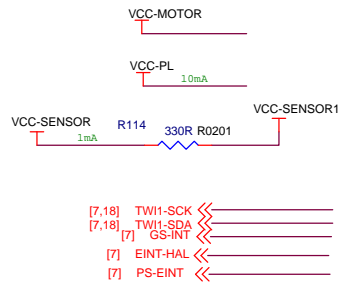 VCC-MOTOR
VCC-PL
10mA
VCC-SENSOR R114 330R R0201 VCC-SENSOR1
1mA
[7,18] TWI1-SCK
[7,18] TWI1-SDA
[7] GS-INT
[7] EINT-HAL
[7] PS-EINT